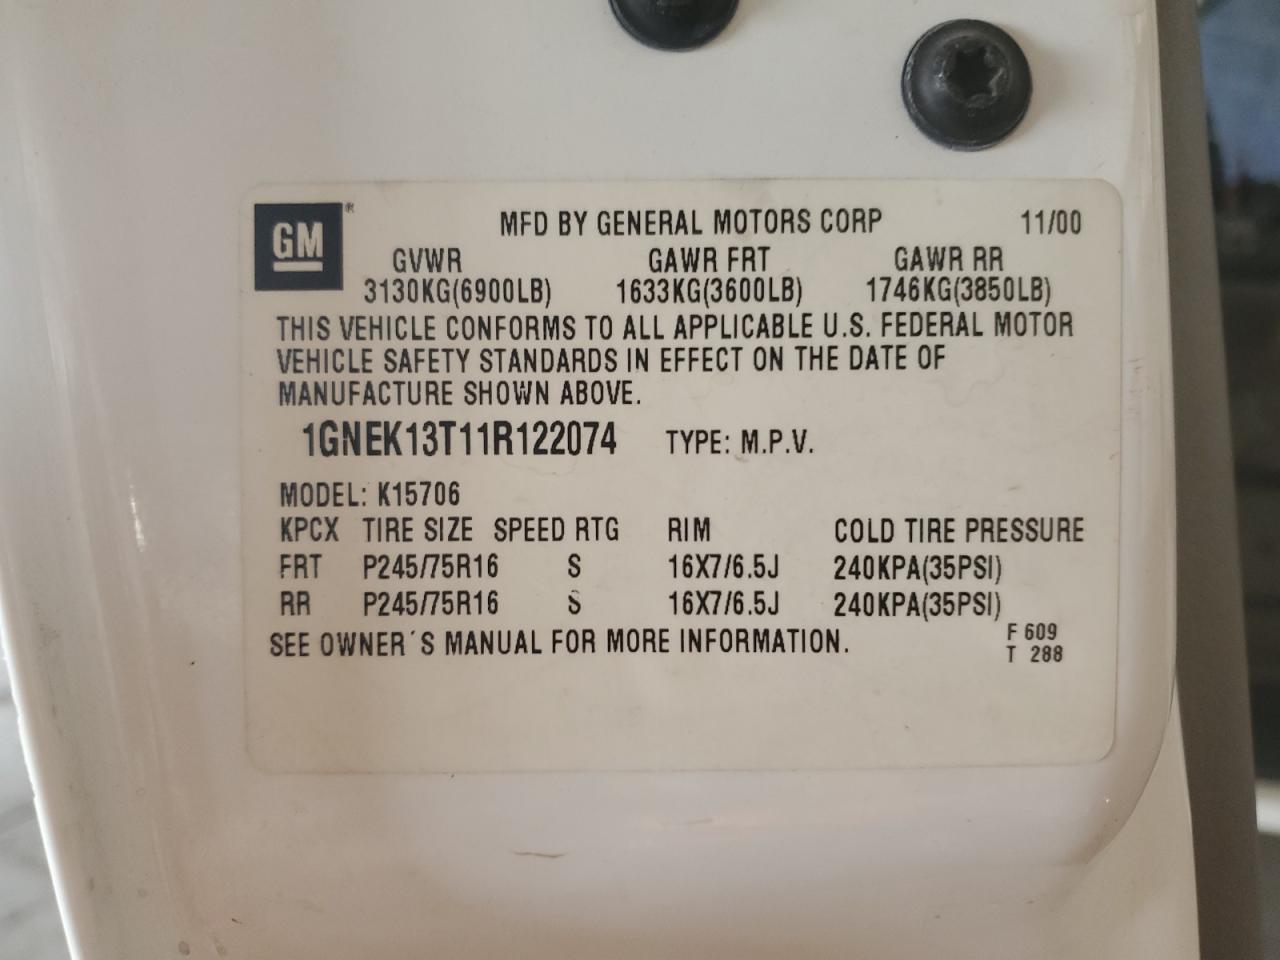 GM® MFD BY GENERAL MOTORS CORP 11/00
GVWR GAWR FRT GAWR RR
3130KG(6900LB) 1633KG(3600LB) 1746KG(3850LB)
THIS VEHICLE CONFORMS TO ALL APPLICABLE U.S. FEDERAL MOTOR
VEHICLE SAFETY STANDARDS IN EFFECT ON THE DATE OF
MANUFACTURE SHOWN ABOVE.
1GNEK13T11R122074 TYPE: M.P.V.
MODEL: K15706
KPCX TIRE SIZE SPEED RTG RIM COLD TIRE PRESSURE
FRT P245/75R16 S 16X7/6.5J 240KPA(35PSI)
RR P245/75R16 S 16X7/6.5J 240KPA(35PSI)
SEE OWNER´S MANUAL FOR MORE INFORMATION.
F 609
T 288